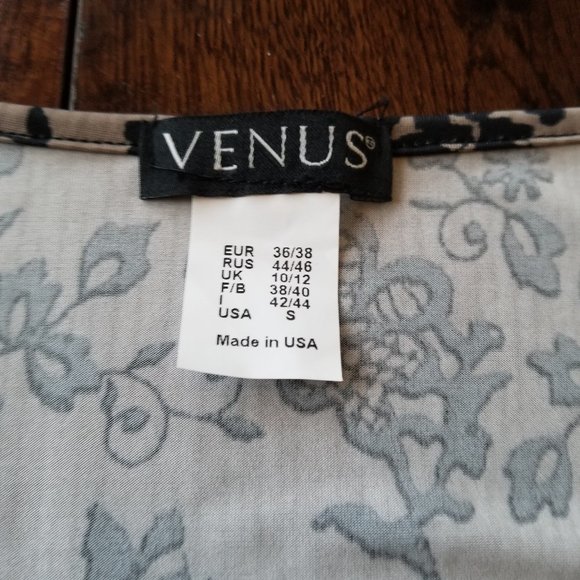 VENUS®
EUR 36/38
RUS 44/46
UK 10/12
F/B 38/40
I 42/44
USA S
Made in USA